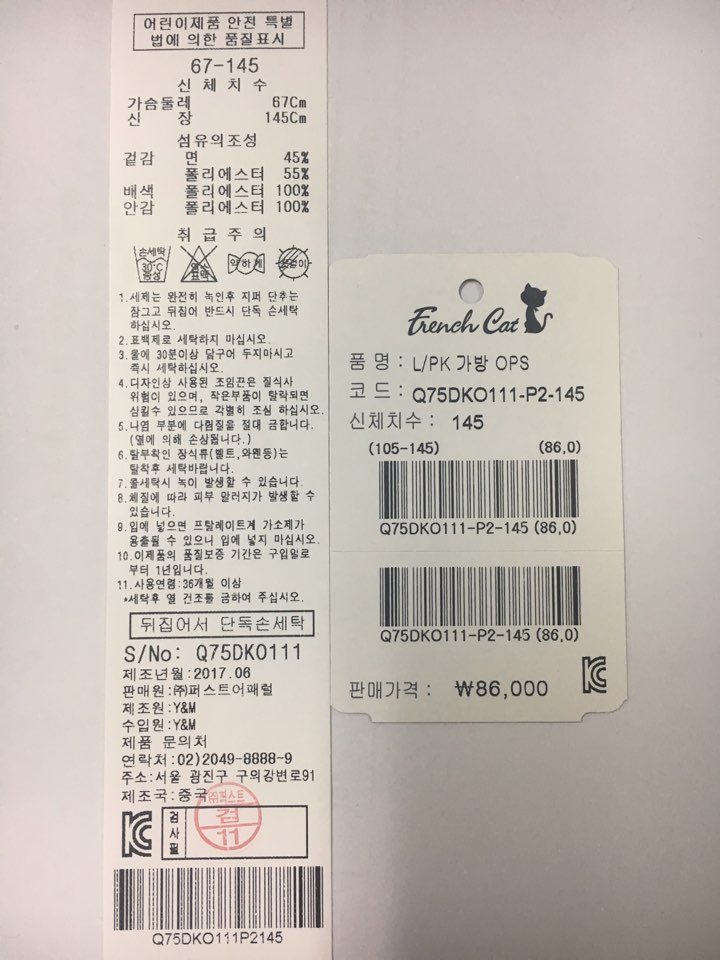 어린이제품 안전 특별
법에 의한 품질표시
67-145
신 체 치 수
가슴둘레 67Cm
신 장 145Cm
섬유의조성
겉감 면 45%
폴리에스터 55%
배색 폴리에스터 100%
안감 폴리에스터 100%
취 급 주 의
손세탁
30℃
중성
염소
표백
약하게
1.세제는 완전히 녹인후 지퍼 단추는
잠그고 뒤집어 반드시 단독 손세탁
하십시오.
2.표백제로 세탁하지 마십시오.
3.물에 30분이상 담구어 두지마시고
즉시 세탁하십시오.
4.디자인상 사용된 조임끈은 질식사
위험이 있으며, 작은부품이 탈락되면
삼킬수 있으므로 각별히 조심 하십시오.
5.나염 부분에 다림질을 절대 금합니다.
(열에 의해 손상됩니다.)
6.탈부착인 장식류(벨트,와펜등)는
탈착후 세탁바랍니다.
7.물세탁시 녹이 발생할 수 있습니다.
8.체질에 따라 피부 알러지가 발생할 수
있습니다.
9.입에 넣으면 프탈레이트계 가소제가
용출될 수 있으니 입에 넣지 마십시오.
10.이제품의 품질보증 기간은 구입일로
부터 1년입니다.
11.사용연령:36개월 이상
*세탁후 열 건조를 금하여 주십시오.
뒤집어서 단독손세탁
S/No: Q75DKO111
제조년월:2017.06
판매원:㈜퍼스트어패럴
제조원:Y&M
수입원:Y&M
제품 문의처
연락처:02)2049-8888~9
주소:서울 광진구 구의강변로91
제조국:중국
㈜퍼스트
검
11
검
사
필
Q75DKO111P2145
French Cat
품 명 : L/PK 가방 OPS
코 드 : Q75DKO111-P2-145
신체치수 : 145
(105-145) (86,0)
Q75DKO111-P2-145 (86,0)
Q75DKO111-P2-145 (86,0)
판매가격 : ₩86,000